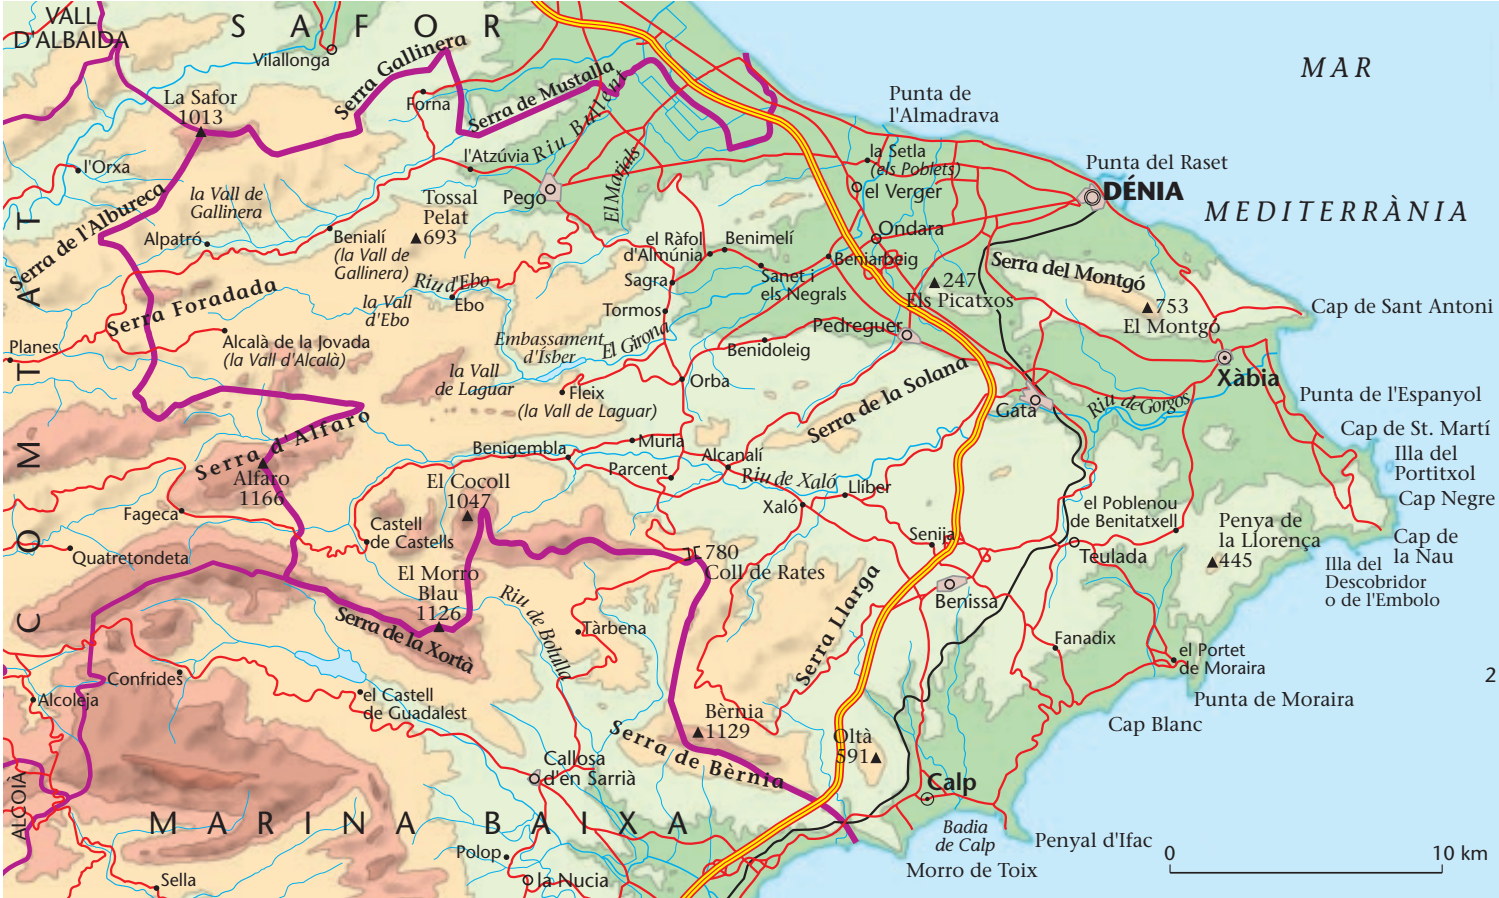 VALL
D'ALBAIDA
SAFOR
Vilallonga
Serra Gallinera
La Safor
1013
Forna
Serra de Mustalla
Riu Bullent
MAR
Punta de
l'Almadrava
l'Orxa
l'Atzúvia
la Setla
(els Poblets)
Punta del Raset
DÉNIA
MEDITERRÀNIA
la Vall de
Gallinera
Serra de l'Albureca
Tossal
Pelat
693
Pego
El Marjals
el Verger
Alpatró
Benialí
(la Vall de
Gallinera)
Ondara
el Ràfol
d'Almúnia
Benimelí
Beniarbeig
Serra del Montgó
Riu d'Ebo
Ebo
Sagra
Sanet i
els Negrals
247
Els Picatxos
753
El Montgó
Cap de Sant Antoni
Serra Foradada
la Vall
d'Ebo
Tormos
Pedreguer
Planes
Alcalà de la Jovada
(la Vall d'Alcalà)
Embassament
d'Isber
El Girona
Benidoleig
Xàbia
la Vall
de Laguar
Fleix
(la Vall de Laguar)
Orba
Serra de la Solana
Gata
Riu de Gorgos
Punta de l'Espanyol
Cap de St. Martí
Illa del
Portitxol
Cap Negre
Serra d'Alfaro
Alfaro
1166
Benigembla
Murla
Parcent
Alcanalí
Riu de Xaló
Llíber
Xaló
El Cocoll
1047
Fageca
Castell
de Castells
el Poblenou
de Benitatxell
Penya de
la Llorença
445
Cap de
la Nau
Illa del
Descobridor
o de l'Embolo
Quatretondeta
780
Coll de Rates
Senija
Teulada
El Morro
Blau
1126
Benissa
Riu de Bolulla
Tàrbena
Serra Llarga
Serra de la Xortà
Fanadix
el Portet
de Moraira
Confrides
COMTAT
Alcoleja
el Castell
de Guadalest
Punta de Moraira
2
Bèrnia
1129
Cap Blanc
Serra de Bèrnia
Oltà
591
Callosa
d'en Sarrià
Calp
ALCOIÀ
MARINA BAIXA
Badia
de Calp
Penyal d'Ifac
Morro de Toix
Polop
la Nucia
Sella
0 10 km